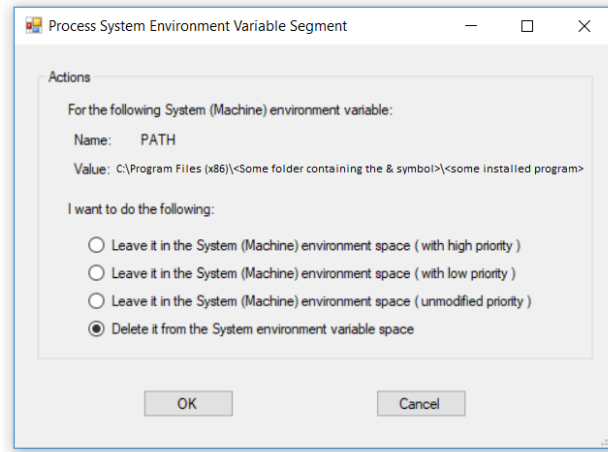 Process System Environment Variable Segment
Actions
For the following System (Machine) environment variable:
Name: PATH
Value: C:\Program Files (x86)\<Some folder containing the & symbol>\<some installed program>
I want to do the following:
Leave it in the System (Machine) environment space ( with high priority )
Leave it in the System (Machine) environment space ( with low priority )
Leave it in the System (Machine) environment space ( unmodified priority )
Delete it from the System environment variable space
OK Cancel